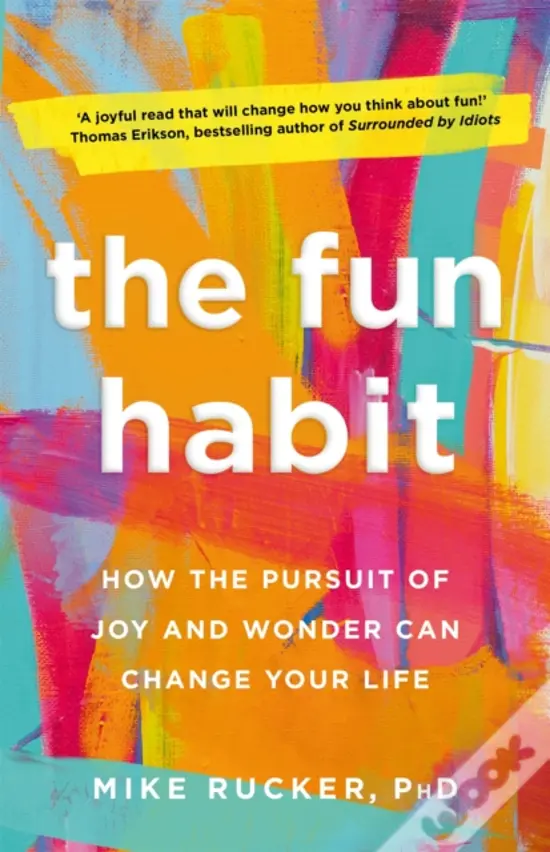 ‘A joyful read that will change how you think about fun!’
Thomas Erikson, bestselling author of Surrounded by Idiots
the fun
habit
HOW THE PURSUIT OF
JOY AND WONDER CAN
CHANGE YOUR LIFE
MIKE RUCKER, PhD
wook